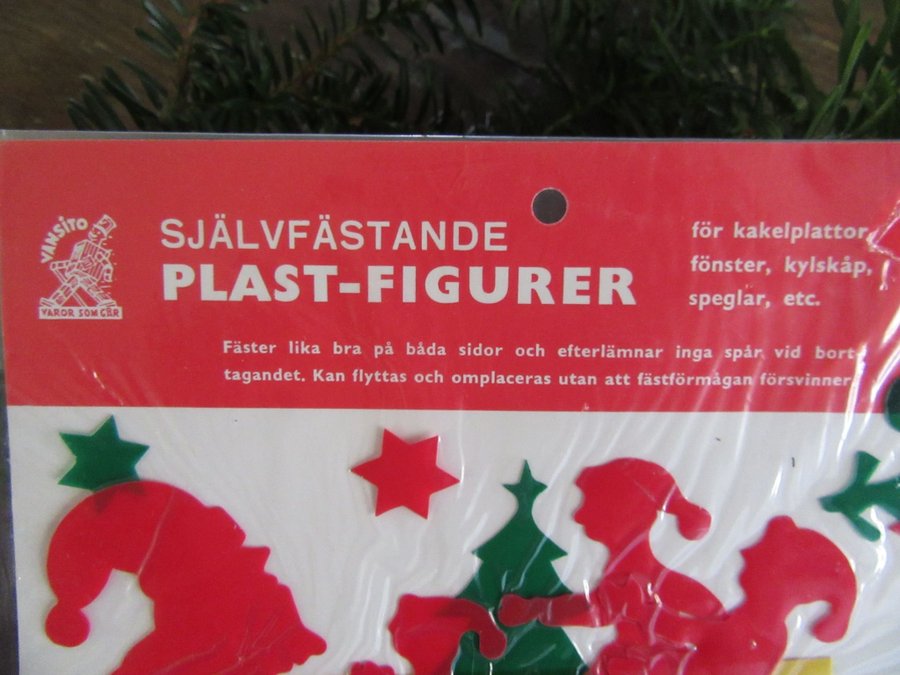 VANSITO
VAROR SOM GÅR
SJÄLVFÄSTANDE
PLAST-FIGURER
för kakelplattor,
fönster, kylskåp,
speglar, etc.
Fäster lika bra på båda sidor och efterlämnar inga spår vid bort-
tagandet. Kan flyttas och omplaceras utan att fästförmågan försvinner.